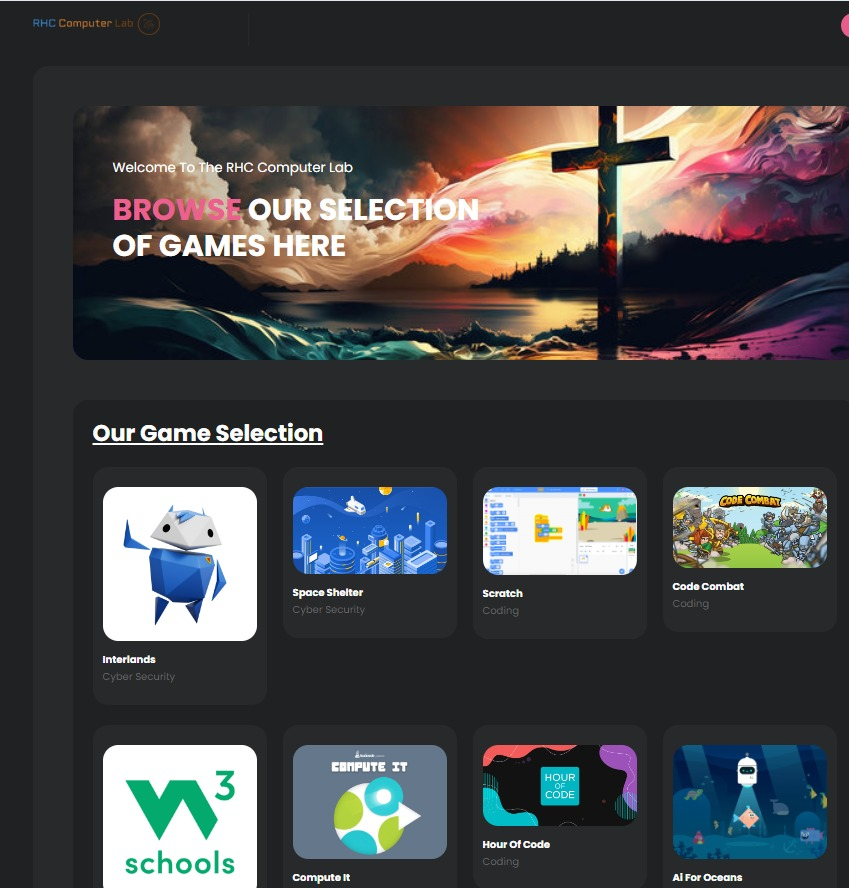 RHC Computer Lab
Welcome To The RHC Computer Lab
BROWSE OUR SELECTION
OF GAMES HERE
Our Game Selection
Interlands
Cyber Security
Space Shelter
Cyber Security
Scratch
Coding
CODE COMBAT
Code Combat
Coding
W3
schools
COMPUTE IT
Compute It
HOUR
OF
CODE
Hour Of Code
Coding
Ai For Oceans